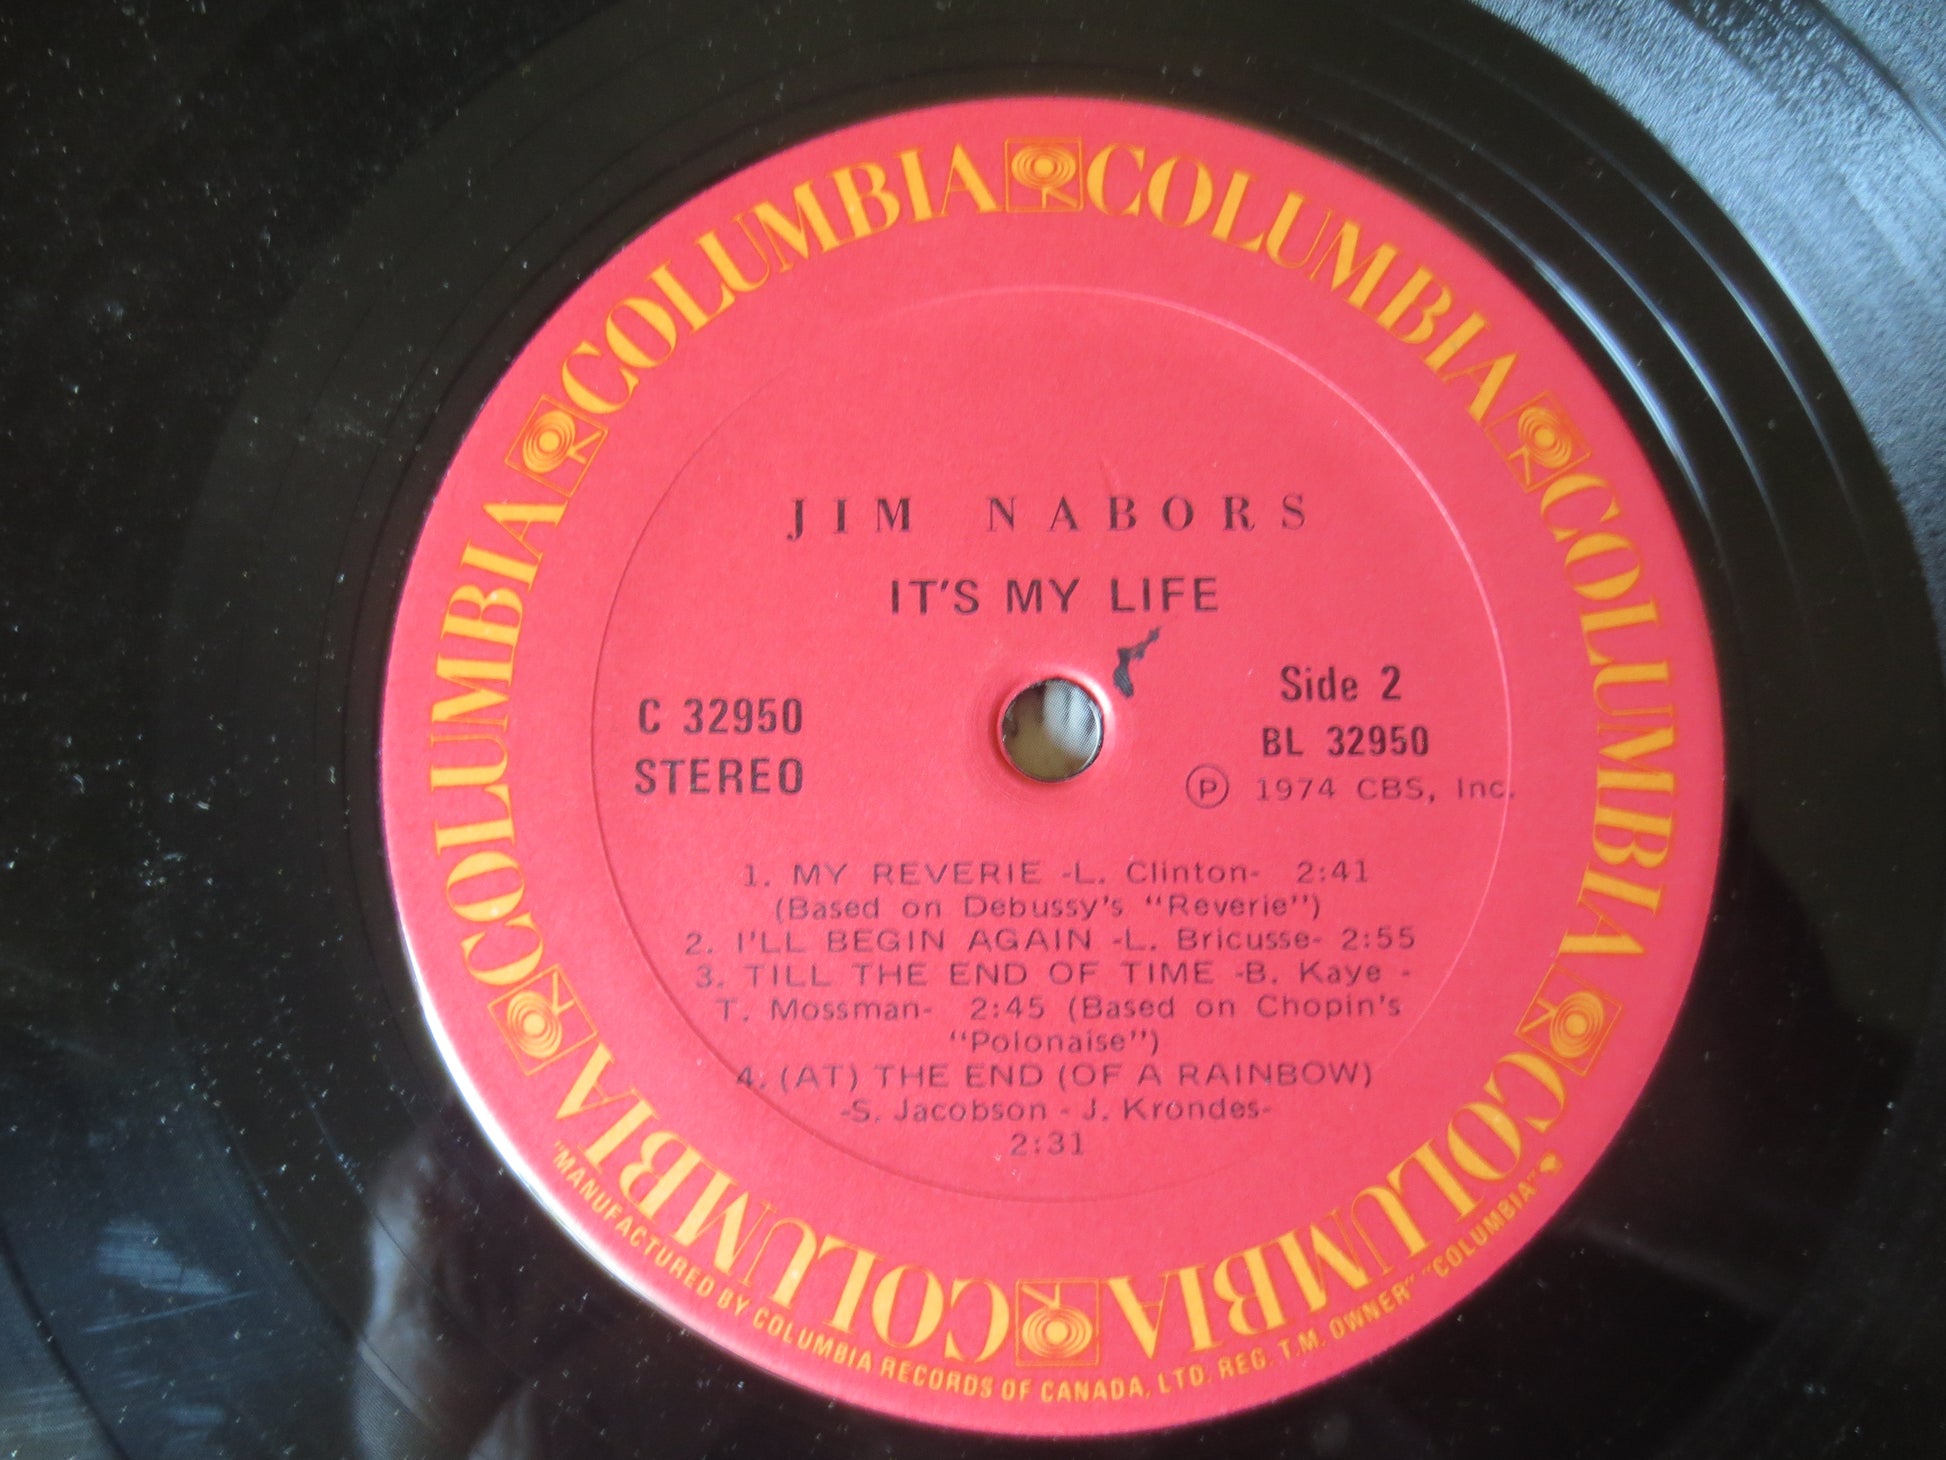 COLUMBIA COLUMBIA COLUMBIA COLUMBIA COLUMBIA COLUMBIA
JIM NABORS
IT'S MY LIFE
C 32950
STEREO
Side 2
BL 32950
Ⓟ 1974 CBS, Inc.
1. MY REVERIE -L. Clinton- 2:41
(Based on Debussy's "Reverie")
2. I'LL BEGIN AGAIN -L. Bricusse- 2:55
3. TILL THE END OF TIME -B. Kaye -
T. Mossman- 2:45 (Based on Chopin's
"Polonaise")
4. (AT) THE END (OF A RAINBOW)
-S. Jacobson - J. Krondes-
2:31
"MANUFACTURED BY COLUMBIA RECORDS OF CANADA, LTD. REG. T.M. OWNER" "COLUMBIA"